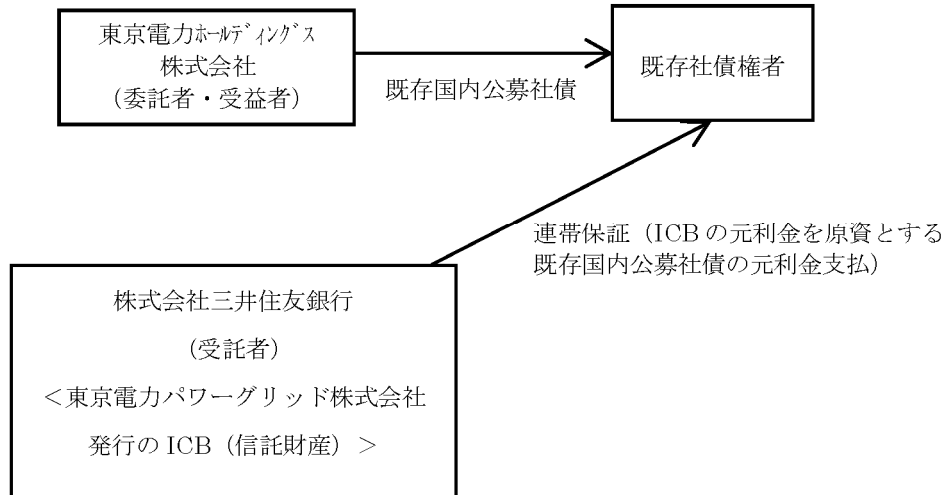 東京電力ﾎｰﾙﾃﾞｨﾝｸﾞｽ
株式会社
（委託者・受益者）
既存国内公募社債
既存社債権者
連帯保証（ICB の元利金を原資とする
既存国内公募社債の元利金支払）
株式会社三井住友銀行
（受託者）
＜東京電力パワーグリッド株式会社
発行の ICB（信託財産）＞